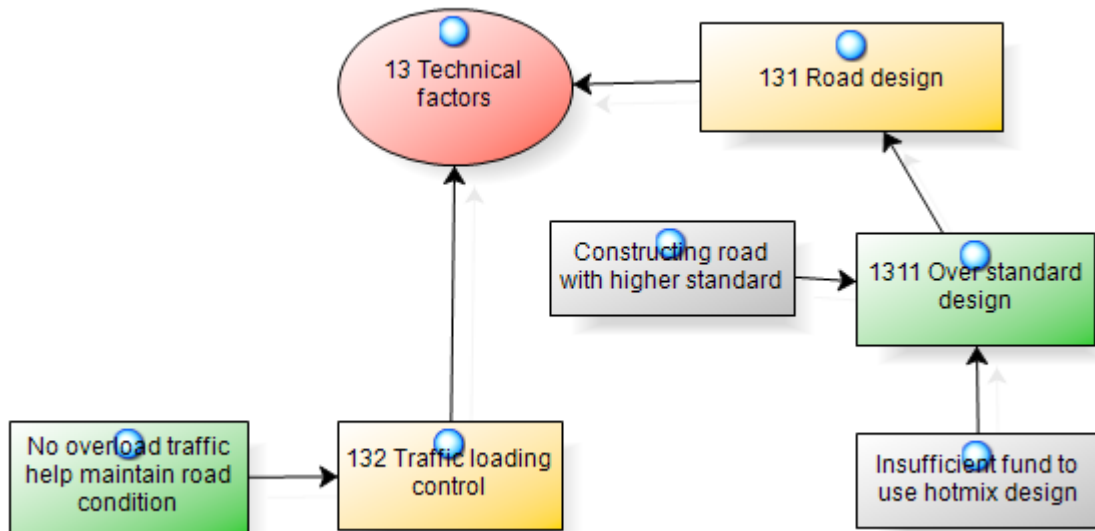 13 Technical
factors
131 Road design
Constructing road
with higher standard
1311 Over standard
design
No overload traffic
help maintain road
condition
132 Traffic loading
control
Insufficient fund to
use hotmix design